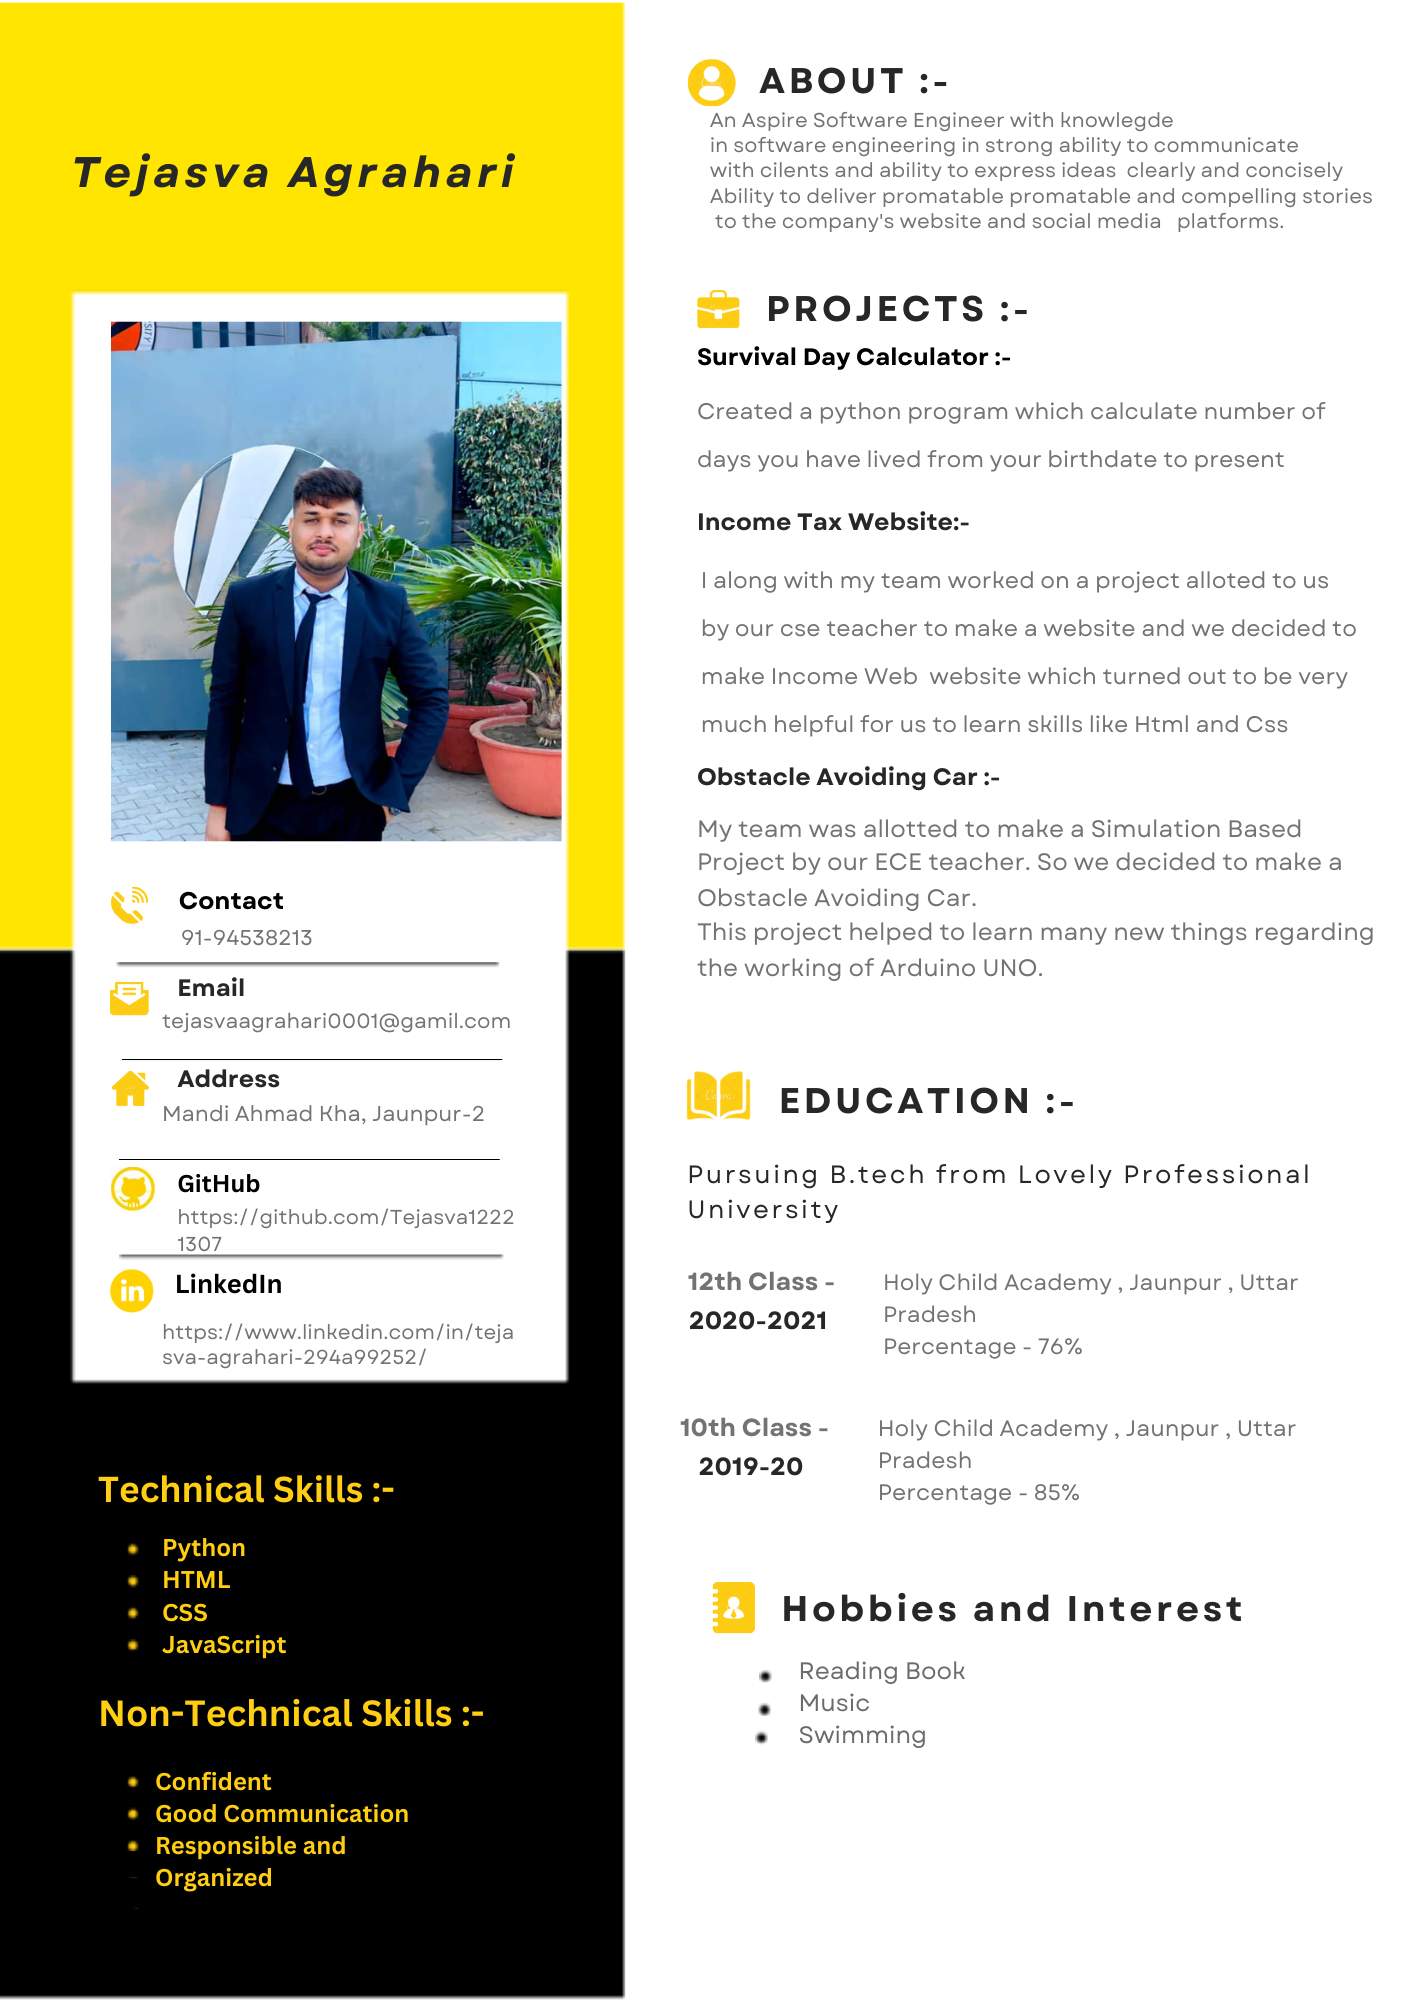 Tejasva Agrahari
SITY
Contact
91-94538213
Email
tejasvaagrahari0001@gamil.com
Address
Mandi Ahmad Kha, Jaunpur-2
GitHub
https://github.com/Tejasva1222
1307
LinkedIn
https://www.linkedin.com/in/teja
sva-agrahari-294a99252/
Technical Skills :-
Python
HTML
CSS
JavaScript
Non-Technical Skills :-
Confident
Good Communication
Responsible and
Organized
ABOUT :-
An Aspire Software Engineer with knowlegde
in software engineering in strong ability to communicate
with cilents and ability to express ideas  clearly and concisely
Ability to deliver promatable promatable and compelling stories
to the company's website and social media   platforms.
PROJECTS :-
Survival Day Calculator :-
Created a python program which calculate number of
days you have lived from your birthdate to present
Income Tax Website:-
I along with my team worked on a project alloted to us
by our cse teacher to make a website and we decided to
make Income Web  website which turned out to be very
much helpful for us to learn skills like Html and Css
Obstacle Avoiding Car :-
My team was allotted to make a Simulation Based
Project by our ECE teacher. So we decided to make a
Obstacle Avoiding Car.
This project helped to learn many new things regarding
the working of Arduino UNO.
EDUCATION :-
Pursuing B.tech from Lovely Professional
University
12th Class -
2020-2021
Holy Child Academy , Jaunpur , Uttar
Pradesh
Percentage - 76%
10th Class -
2019-20
Holy Child Academy , Jaunpur , Uttar
Pradesh
Percentage - 85%
Hobbies and Interest
Reading Book
Music
Swimming